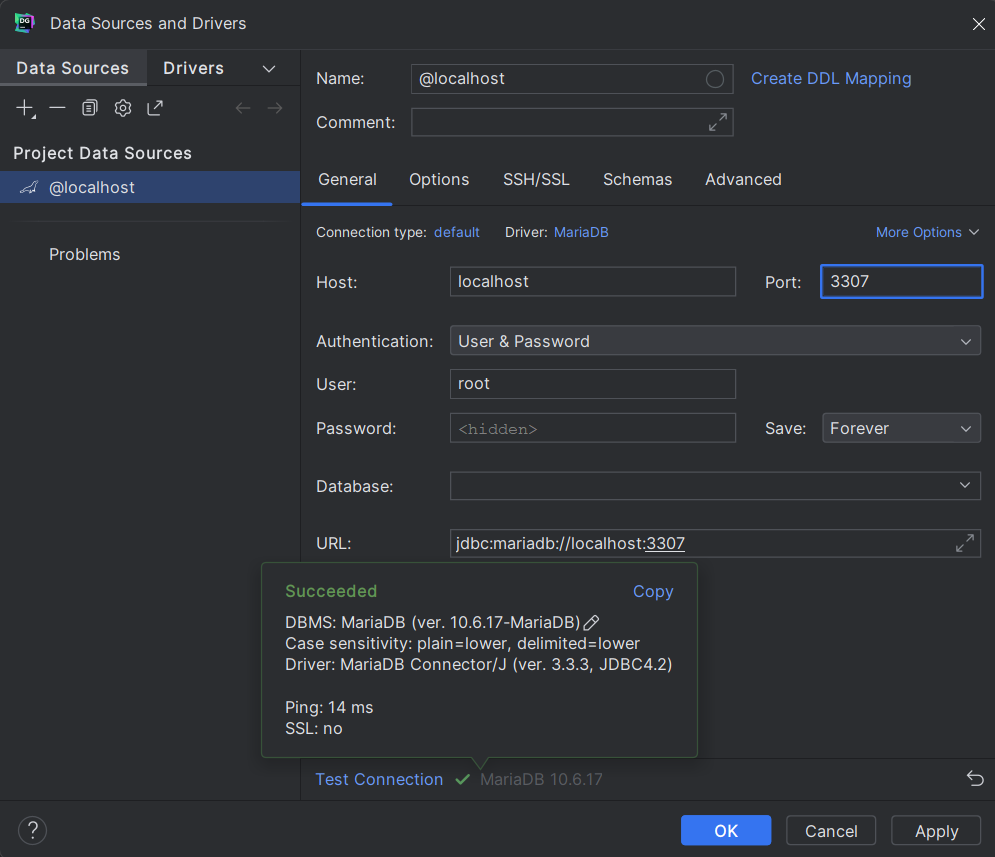 DG
Data Sources and Drivers
Data Sources
Drivers
Project Data Sources
@localhost
Problems
Name: @localhost Create DDL Mapping
Comment:
General Options SSH/SSL Schemas Advanced
Connection type: default Driver: MariaDB More Options
Host: localhost Port: 3307
Authentication: User & Password
User: root
Password: <hidden> Save: Forever
Database:
URL: jdbc:mariadb://localhost:3307
Succeeded Copy
DBMS: MariaDB (ver. 10.6.17-MariaDB)
Case sensitivity: plain=lower, delimited=lower
Driver: MariaDB Connector/J (ver. 3.3.3, JDBC4.2)
Ping: 14 ms
SSL: no
Test Connection MariaDB 10.6.17
? OK Cancel Apply